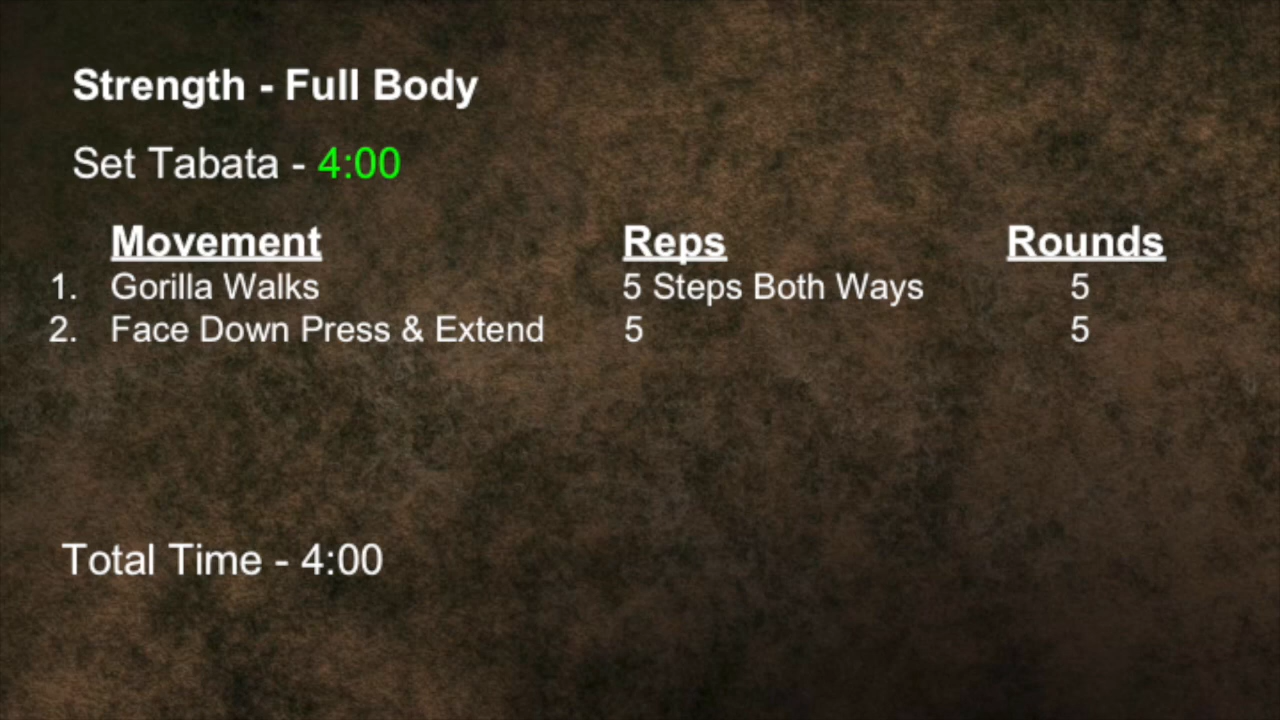 Strength - Full Body
Set Tabata - 4:00
Movement Reps Rounds
1. Gorilla Walks 5 Steps Both Ways 5
2. Face Down Press & Extend 5 5
Total Time - 4:00